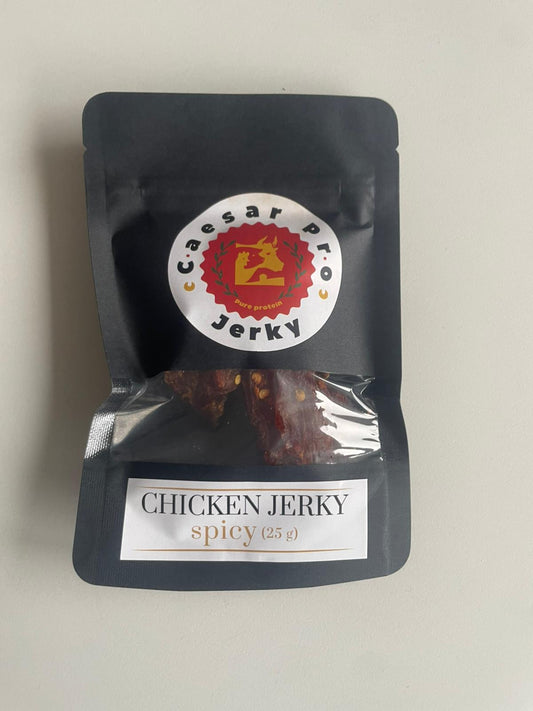 Caesar Pro
pure protein
Jerky
CHICKEN JERKY
spicy (25 g)